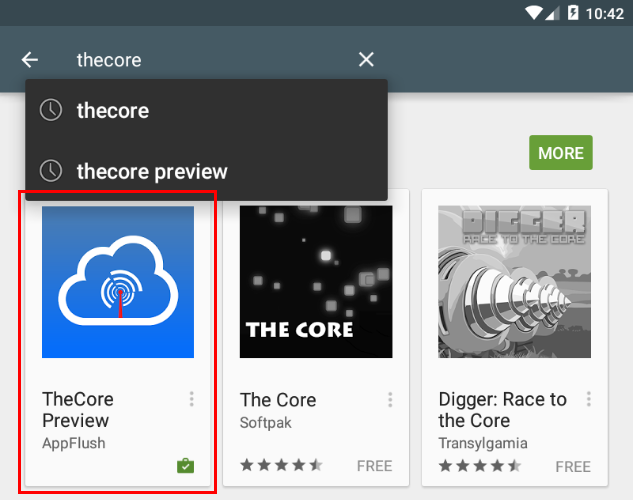 10:42
thecore
thecore
thecore preview
MORE
THE CORE
DIGGER
RACE TO THE CORE
TheCore
Preview
AppFlush
The Core
Softpak
FREE
Digger: Race to
the Core
Transylgamia
FREE